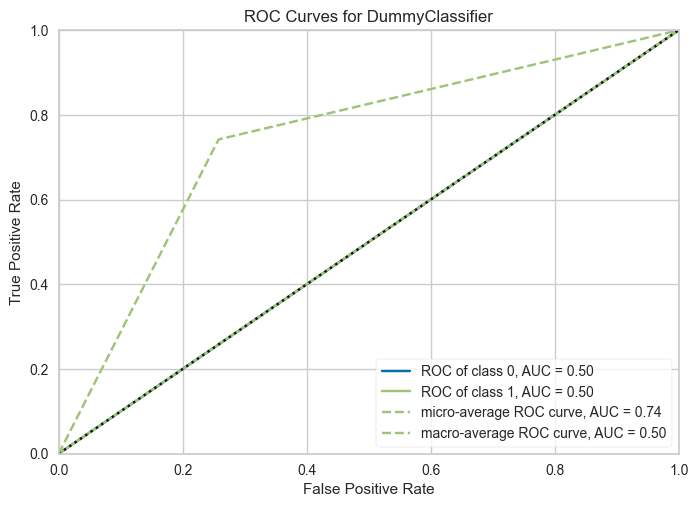 ROC Curves for DummyClassifier
True Positive Rate
1.0
0.8
0.6
0.4
0.2
0.0
ROC of class 0, AUC = 0.50
ROC of class 1, AUC = 0.50
micro-average ROC curve, AUC = 0.74
macro-average ROC curve, AUC = 0.50
0.0 0.2 0.4 0.6 0.8 1.0
False Positive Rate